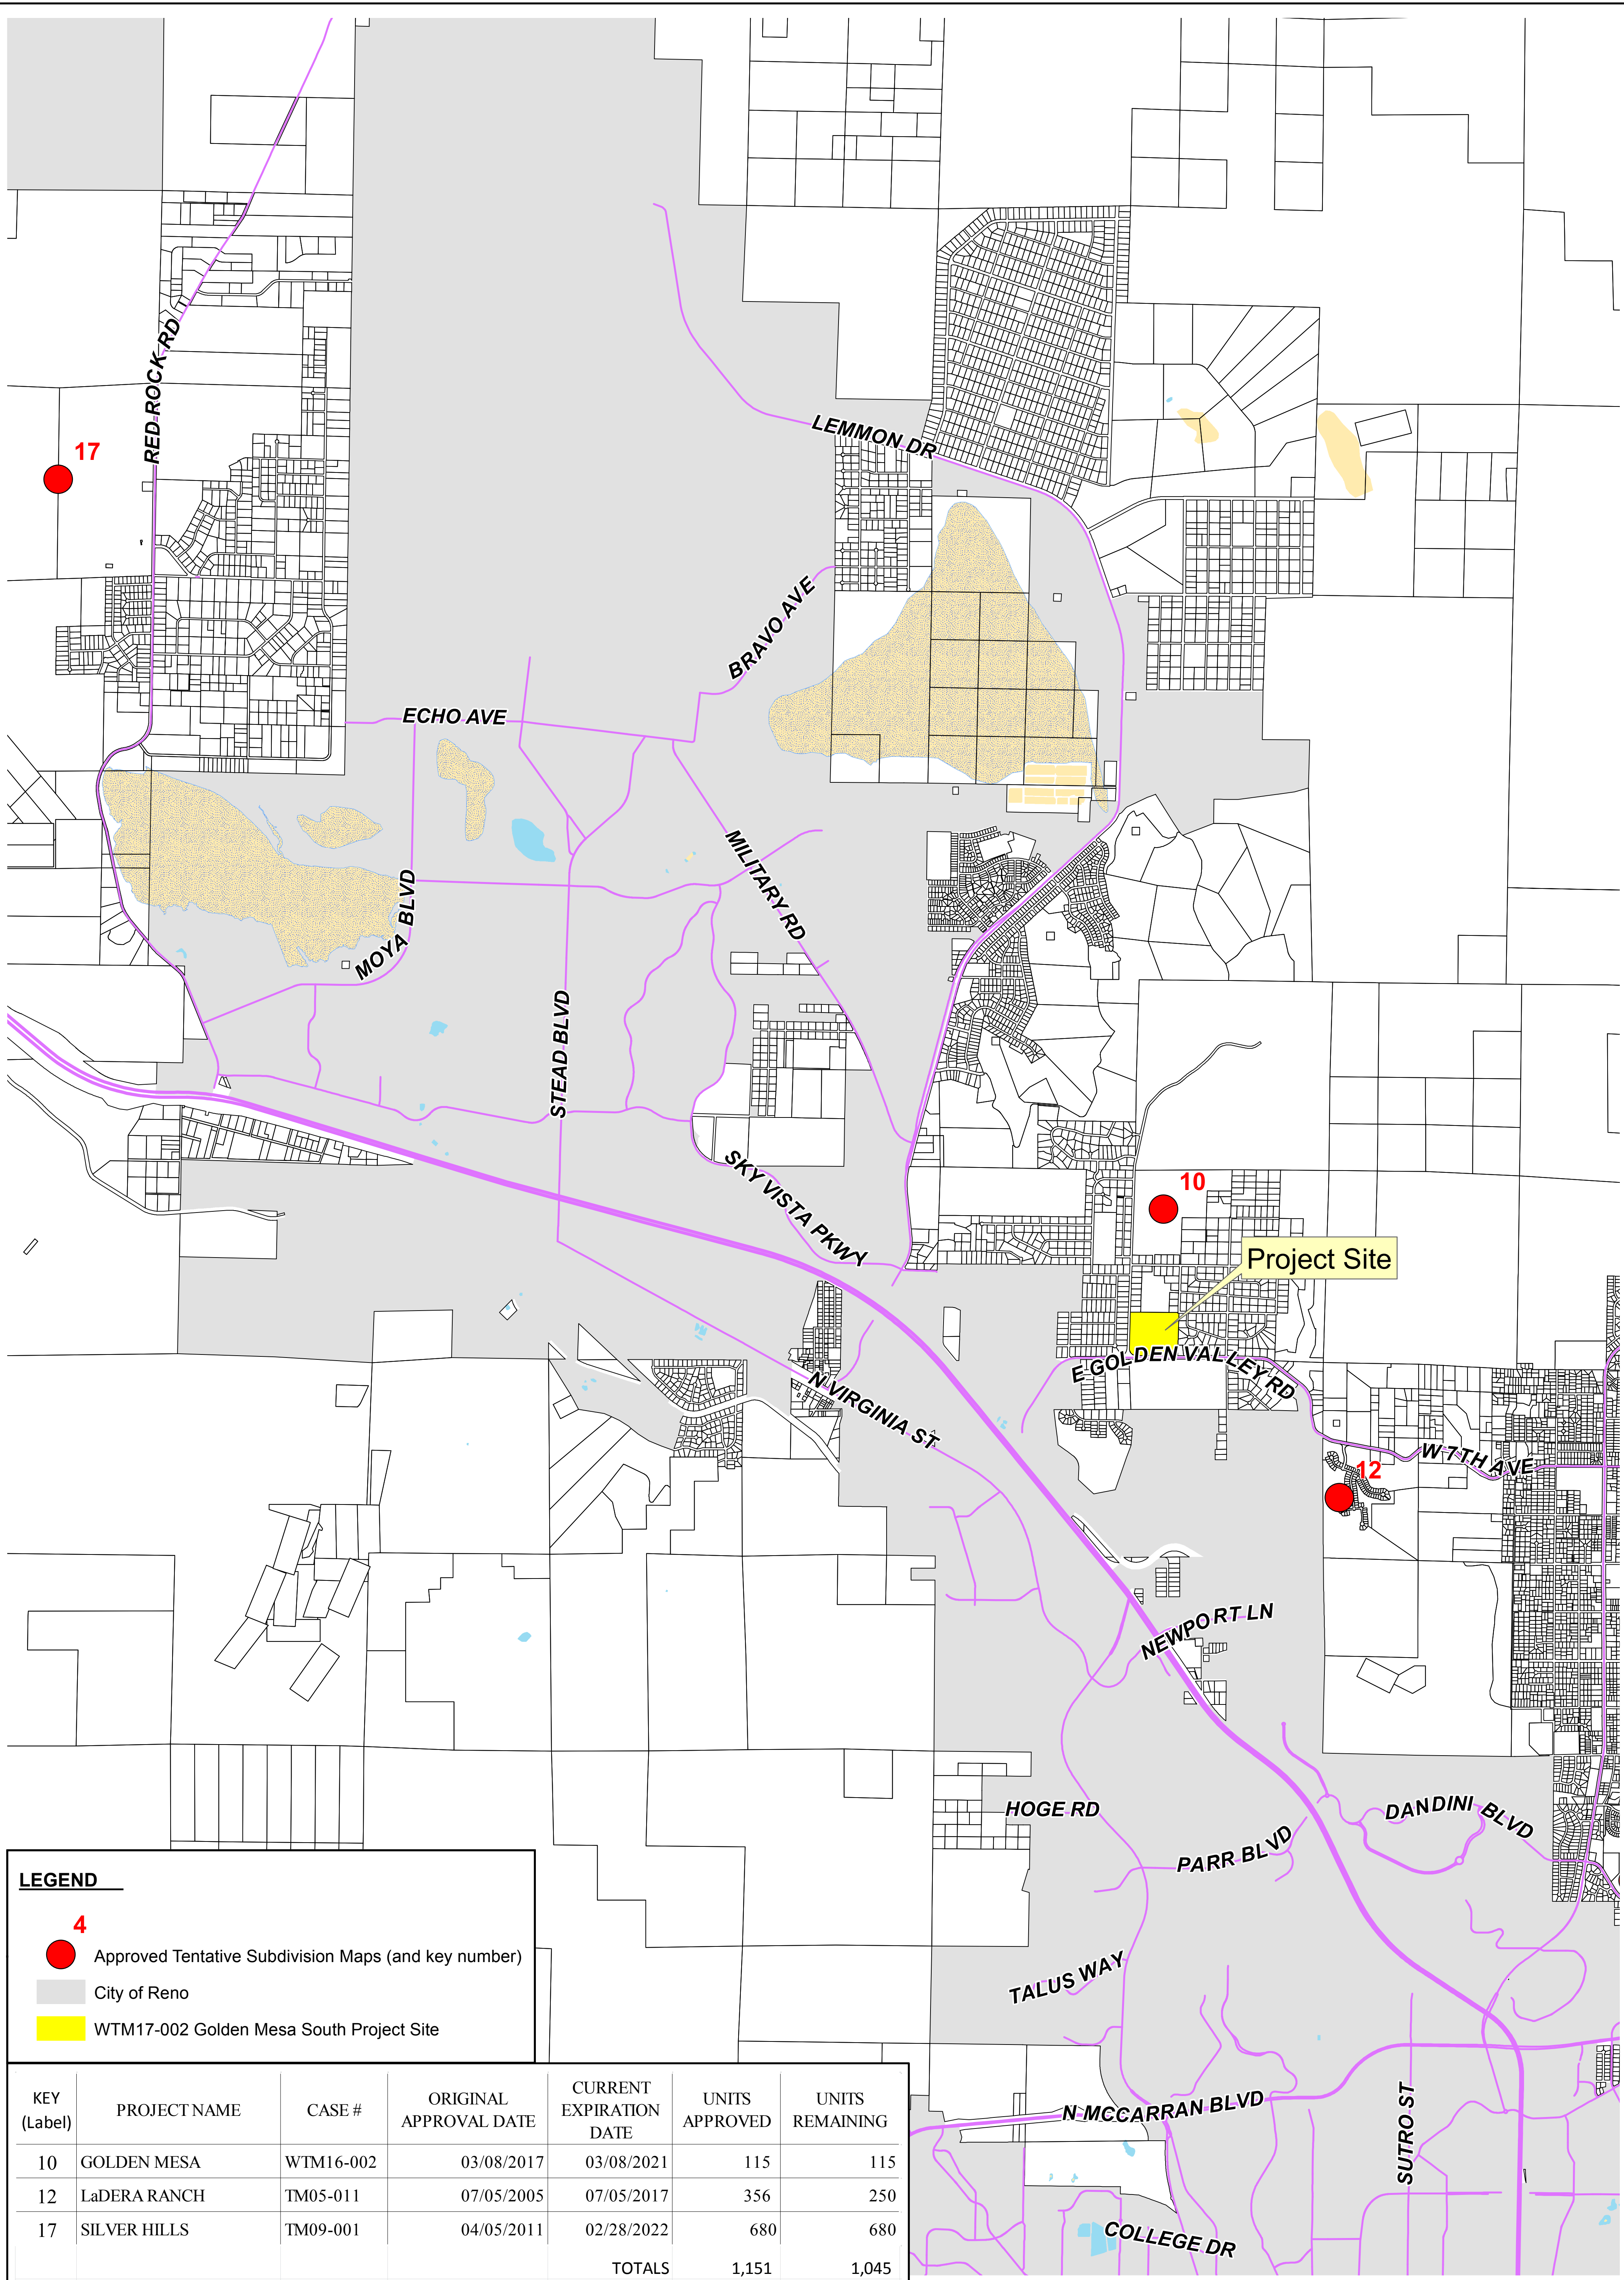 RED ROCK RD
17
LEMMON DR
BRAVO AVE
ECHO AVE
MOYA BLVD
MILITARY RD
STEAD BLVD
SKY VISTA PKWY
10
Project Site
E GOLDEN VALLEY RD
N VIRGINIA ST
W 7TH AVE
12
NEWPORT LN
HOGE RD
DANDINI BLVD
PARR BLVD
TALUS WAY
N MCCARRAN BLVD
SUTRO ST
COLLEGE DR
LEGEND
4
Approved Tentative Subdivision Maps (and key number)
City of Reno
WTM17-002 Golden Mesa South Project Site
KEY (Label) PROJECT NAME CASE # ORIGINAL APPROVAL DATE CURRENT EXPIRATION DATE UNITS APPROVED UNITS REMAINING
10 GOLDEN MESA WTM16-002 03/08/2017 03/08/2021 115 115
12 LaDERA RANCH TM05-011 07/05/2005 07/05/2017 356 250
17 SILVER HILLS TM09-001 04/05/2011 02/28/2022 680 680
TOTALS 1,151 1,045